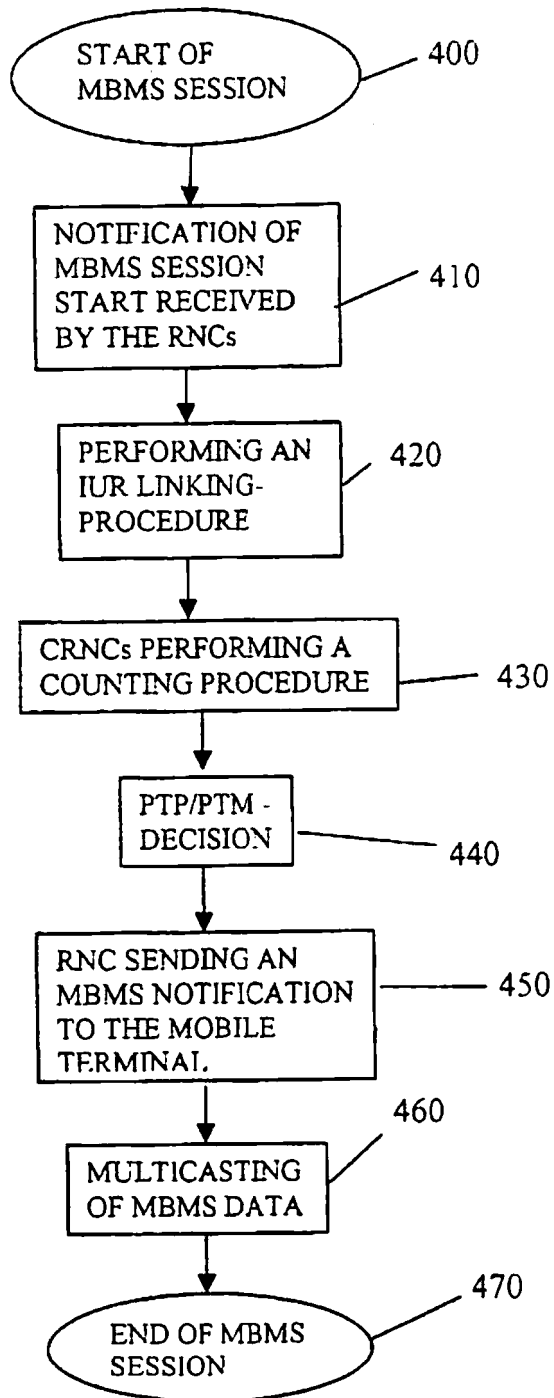 START OF
MBMS SESSION
400
NOTIFICATION OF
MBMS SESSION
START RECEIVED
BY THE RNCs
410
PERFORMING AN
IUR LINKING-
PROCEDURE
420
CRNCs PERFORMING A
COUNTING PROCEDURE
430
PTP/PTM -
DECISION
440
RNC SENDING AN
MBMS NOTIFICATION
TO THE MOBILE
TERMINAL
450
MULTICASTING
OF MBMS DATA
460
END OF MBMS
SESSION
470